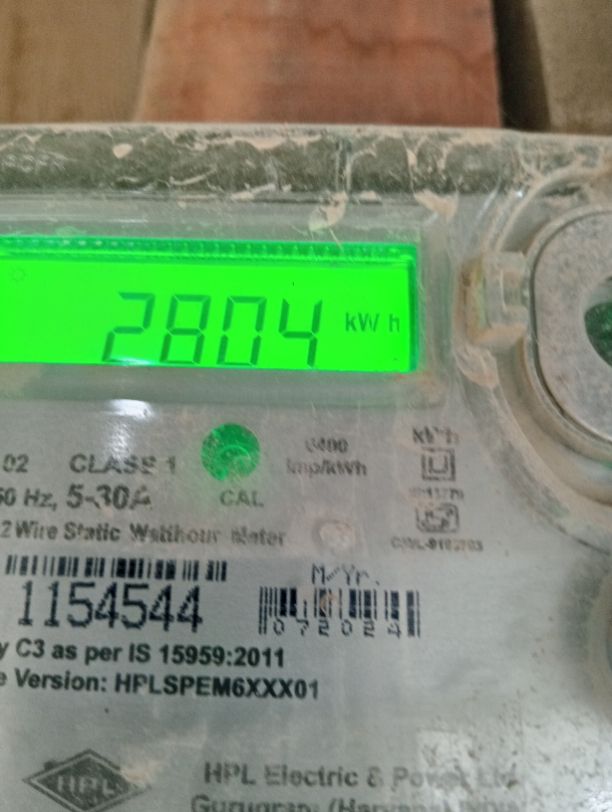 2804 kW h
02 CLASS 1
imp/kWh
50 Hz, 5-30A
CAL
2 Wire Static Watthour Meter
M/Yr.
1154544
072024
y C3 as per IS 15959:2011
e Version: HPLSPEM6XXX01
HPL
HPL Electric & Power Ltd